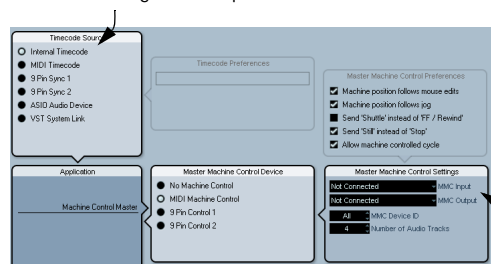 Timecode Source
Internal Timecode
MIDI Timecode
9 Pin Sync 1
9 Pin Sync 2
ASIO Audio Device
VST System Link
Timecode Preferences
Master Machine Control Preferences
Machine position follows mouse edits
Machine position follows jog
Send 'Shuttle' instead of 'FF / Rewind'
Send 'Still' instead of 'Stop'
Allow machine controlled cycle
Application
Machine Control Master
Master Machine Control Device
No Machine Control
MIDI Machine Control
9 Pin Control 1
9 Pin Control 2
Master Machine Control Settings
Not Connected MMC Input
Not Connected MMC Output
All MMC Device ID
4 Number of Audio Tracks